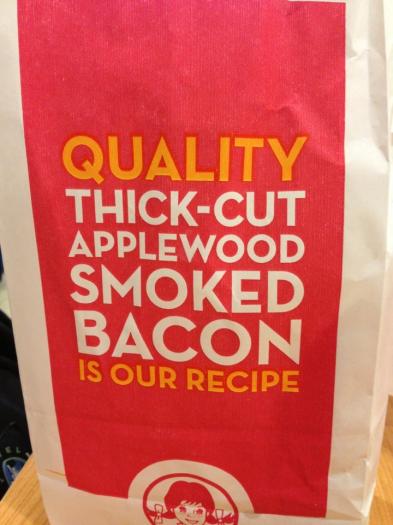 QUALITY
THICK-CUT
APPLEWOOD
SMOKED
BACON
IS OUR RECIPE